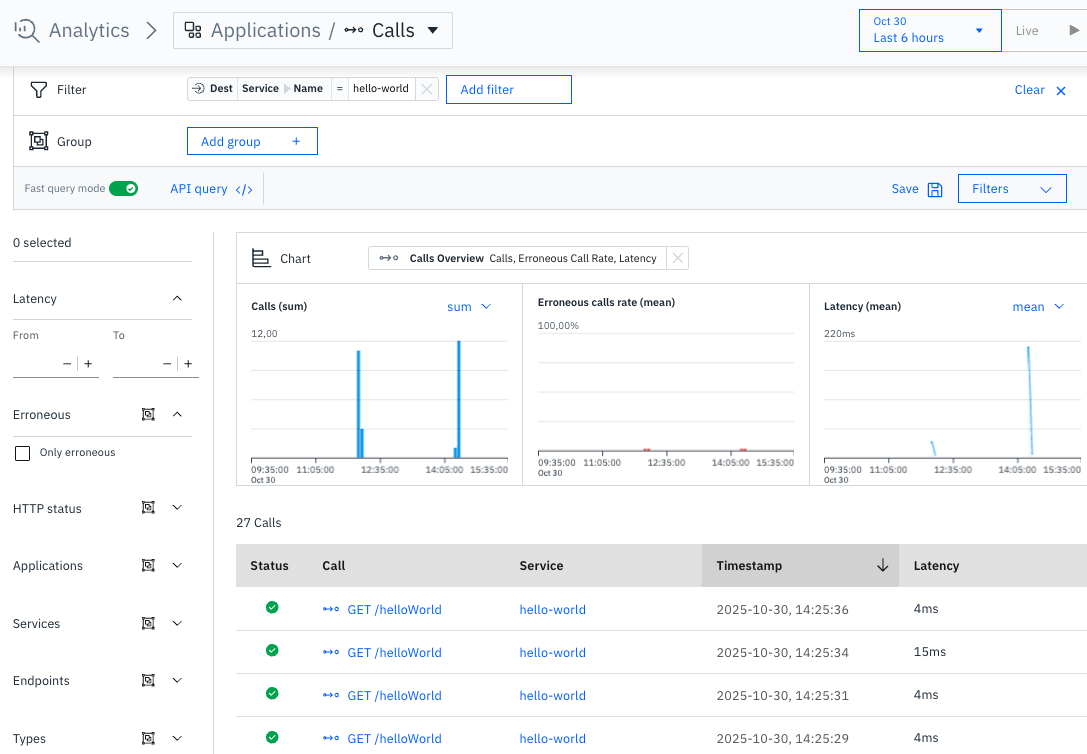 Analytics
Applications / Calls
Oct 30
Last 6 hours
Live
Filter
Dest Service Name = hello-world
Add filter
Clear
Group
Add group +
Fast query mode
API query </>
Save
Filters
0 selected
Latency
From To
− + − +
Erroneous
Only erroneous
HTTP status
Applications
Services
Endpoints
Types
Chart
Calls Overview Calls, Erroneous Call Rate, Latency
Calls (sum)
sum
12,00
09:35:00 11:05:00 12:35:00 14:05:00 15:35:00
Oct 30
Erroneous calls rate (mean)
100,00%
09:35:00 11:05:00 12:35:00 14:05:00 15:35:00
Oct 30
Latency (mean)
mean
220ms
09:35:00 11:05:00 12:35:00 14:05:00 15:35:00
Oct 30
27 Calls
Status Call Service Timestamp Latency
GET /helloWorld hello-world 2025-10-30, 14:25:36 4ms
GET /helloWorld hello-world 2025-10-30, 14:25:34 15ms
GET /helloWorld hello-world 2025-10-30, 14:25:31 4ms
GET /helloWorld hello-world 2025-10-30, 14:25:29 4ms